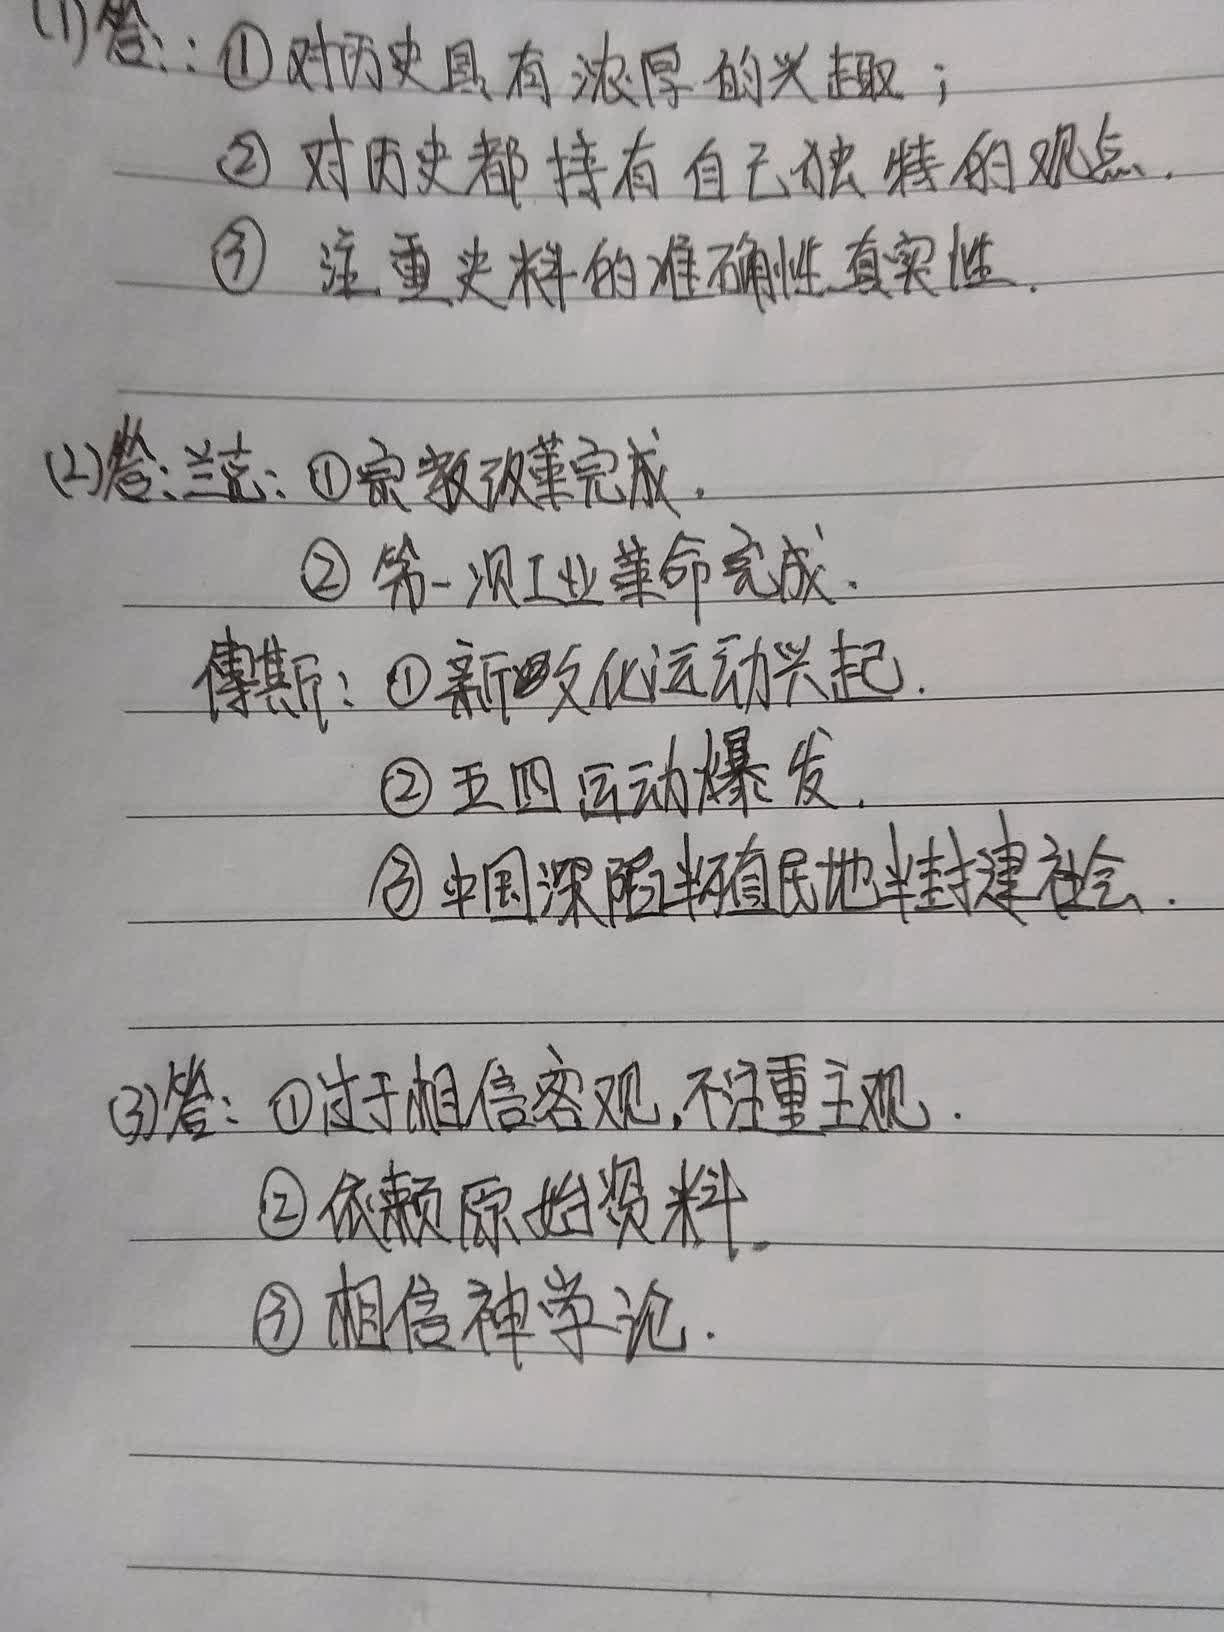 (1)答：：①对历史具有浓厚的兴趣；
②对历史都持有自己独特的观点.
③注重史料的准确性真实性.
(2)答：兰克：①宗教改革完成.
②第一次工业革命完成.
傅斯：①新文化运动兴起.
②五四运动爆发.
③中国深陷半殖民地半封建社会.
(3)答：①过于相信客观,不注重主观.
②依赖原始资料.
③相信神学论.